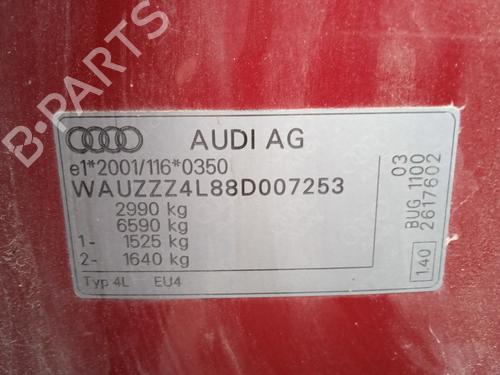 B-PARTS
AUDI AG
e1*2001/116*0350
WAUZZZ4L88D007253
2990 kg
6590 kg
1- 1525 kg
2- 1640 kg
Typ 4L EU4
03
BUG 1100
2617602
140
B-PARTS